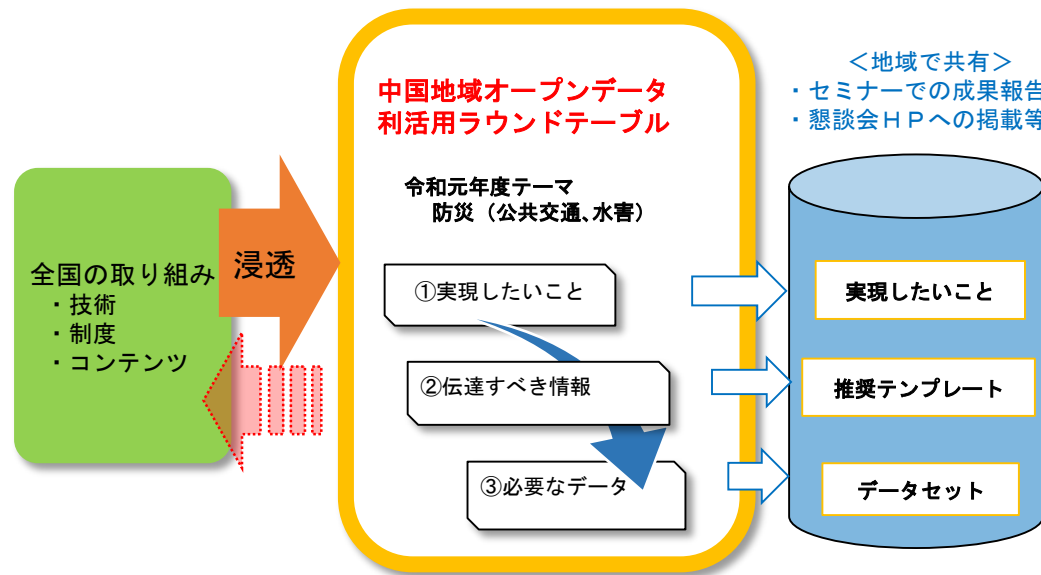 全国の取り組み
・技術
・制度
・コンテンツ
浸透
中国地域オープンデータ
利活用ラウンドテーブル
令和元年度テーマ
防災（公共交通、水害）
①実現したいこと
②伝達すべき情報
③必要なデータ
＜地域で共有＞
・セミナーでの成果報告
・懇談会ＨＰへの掲載等
実現したいこと
推奨テンプレート
データセット